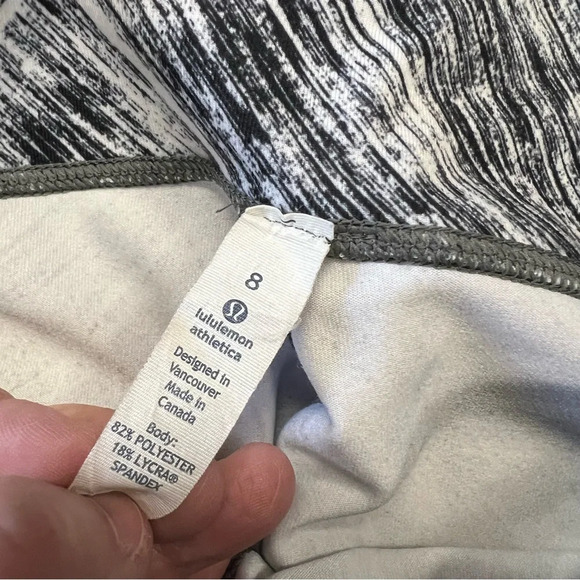 8
lululemon
athletica
Designed in
Vancouver
Made in
Canada
Body:
82% POLYESTER
18% LYCRA®
SPANDEX